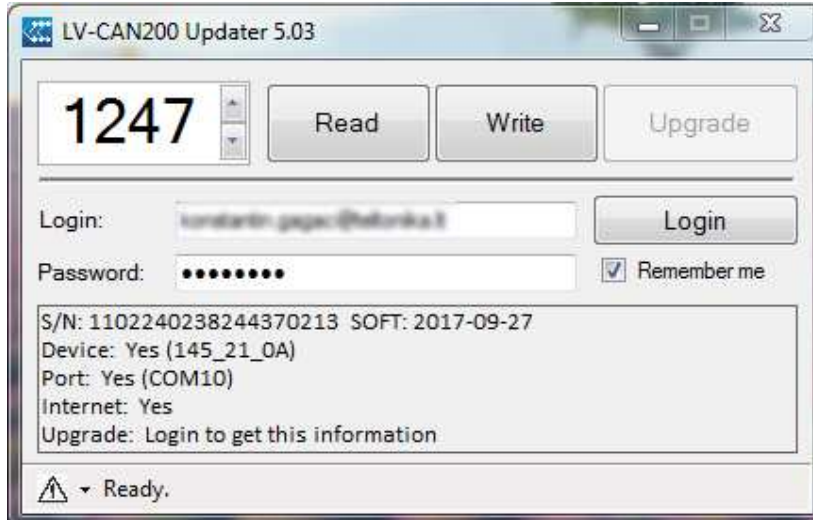 LV-CAN200 Updater 5.03
1247 Read Write Upgrade
Login: Login
Password: •••••••• Remember me
S/N: 1102240238244370213 SOFT: 2017-09-27
Device: Yes (145_21_0A)
Port: Yes (COM10)
Internet: Yes
Upgrade: Login to get this information
Ready.